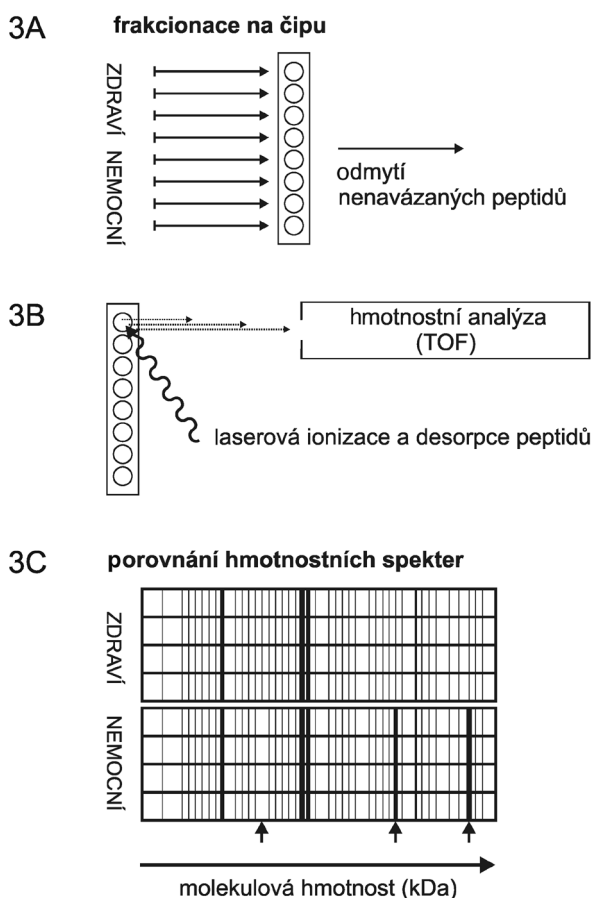 3A
frakcionace na čipu
ZDRAVÍ
NEMOCNÍ
odmytí
nenavázaných peptidů
3B
hmotnostní analýza
(TOF)
laserová ionizace a desorpce peptidů
3C
porovnání hmotnostních spekter
ZDRAVÍ
NEMOCNÍ
molekulová hmotnost (kDa)